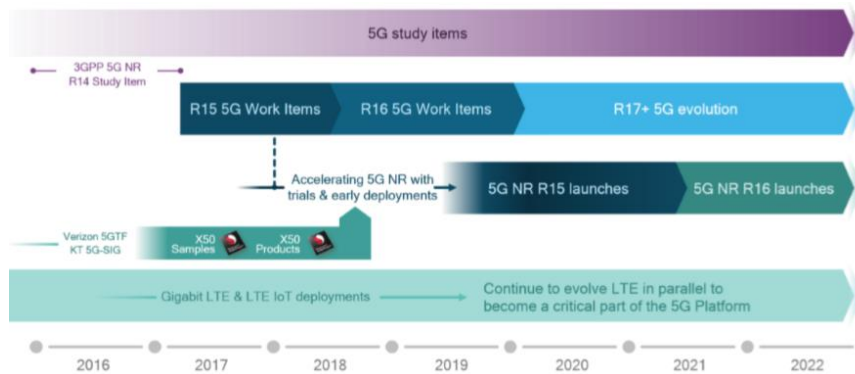 5G study items
3GPP 5G NR
R14 Study Item
R15 5G Work Items
R16 5G Work Items
R17+ 5G evolution
Accelerating 5G NR with
trials & early deployments
5G NR R15 launches
5G NR R16 launches
Verizon 5GTF
KT 5G-SIG
X50
Samples
X50
Products
Gigabit LTE & LTE IoT deployments
Continue to evolve LTE in parallel to
become a critical part of the 5G Platform
2016
2017
2018
2019
2020
2021
2022